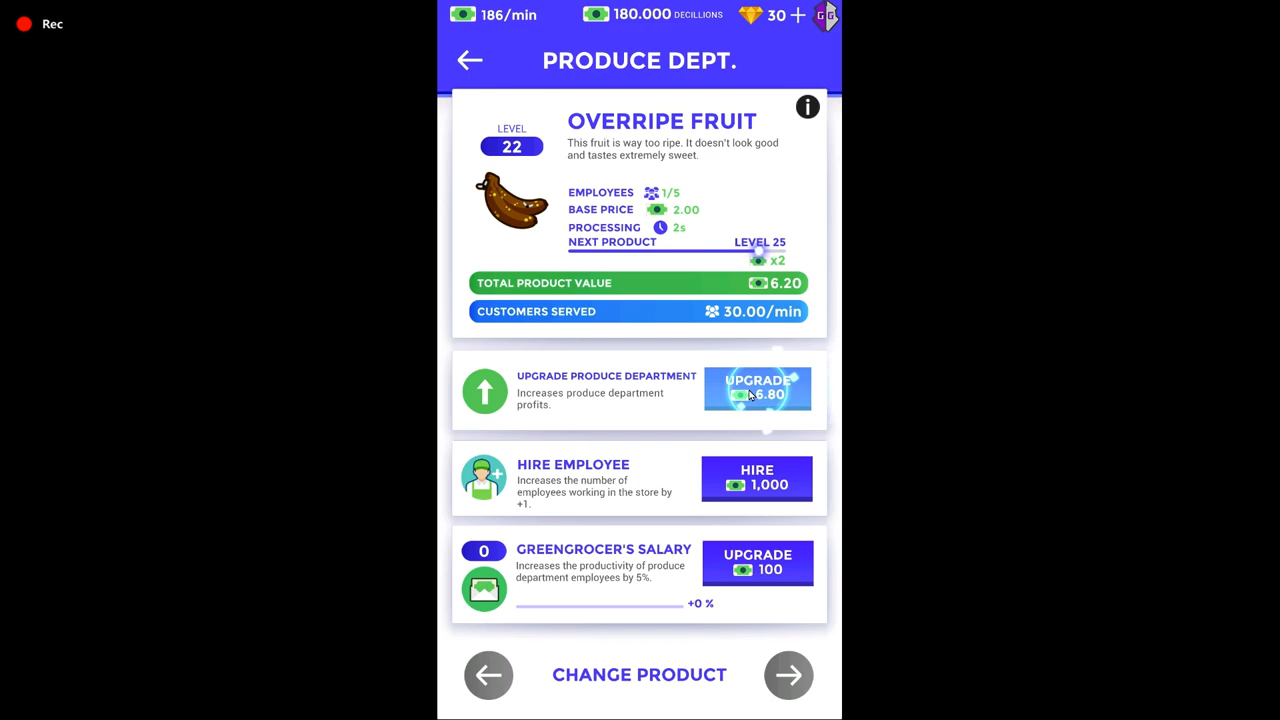 Rec
186/min
180.000 DECILLIONS
30 +
GG
PRODUCE DEPT.
LEVEL
22
OVERRIPE FRUIT
This fruit is way too ripe. It doesn't look good
and tastes extremely sweet.
EMPLOYEES 1/5
BASE PRICE 2.00
PROCESSING 2s
NEXT PRODUCT LEVEL 25
x2
TOTAL PRODUCT VALUE 6.20
CUSTOMERS SERVED 30.00/min
UPGRADE PRODUCE DEPARTMENT
Increases produce department
profits.
UPGRADE
6.80
HIRE EMPLOYEE
Increases the number of
employees working in the store by
+1.
HIRE
1,000
0
GREENGROCER'S SALARY
Increases the productivity of produce
department employees by 5%.
+0 %
UPGRADE
100
CHANGE PRODUCT